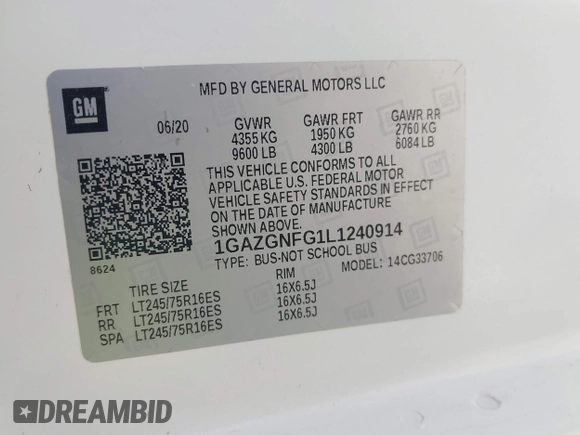 MFD BY GENERAL MOTORS LLC
GM
06/20 GVWR GAWR FRT GAWR RR
4355 KG 1950 KG 2760 KG
9600 LB 4300 LB 6084 LB
THIS VEHICLE CONFORMS TO ALL
APPLICABLE U.S. FEDERAL MOTOR
VEHICLE SAFETY STANDARDS IN EFFECT
ON THE DATE OF MANUFACTURE
SHOWN ABOVE.
1GAZGNFG1L1240914
TYPE: BUS-NOT SCHOOL BUS
8624 MODEL: 14CG33706
TIRE SIZE RIM
FRT LT245/75R16ES 16X6.5J
RR LT245/75R16ES 16X6.5J
SPA LT245/75R16ES 16X6.5J
DREAMBID